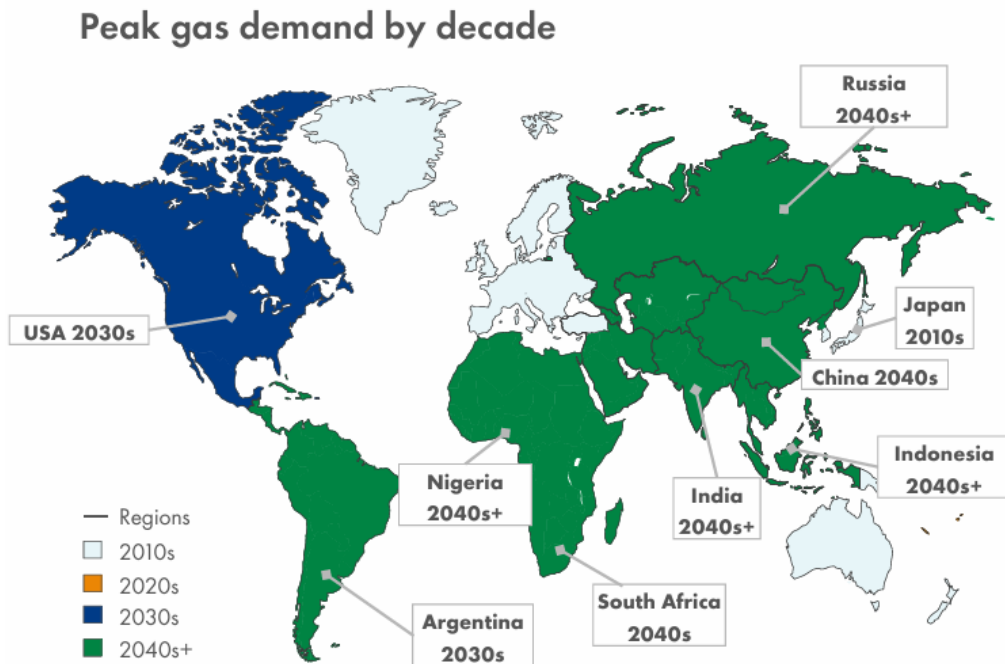 Peak gas demand by decade
Russia
2040s+
USA 2030s
Japan
2010s
China 2040s
Nigeria
2040s+
India
2040s+
Indonesia
2040s+
South Africa
2040s
Argentina
2030s
Regions
2010s
2020s
2030s
2040s+